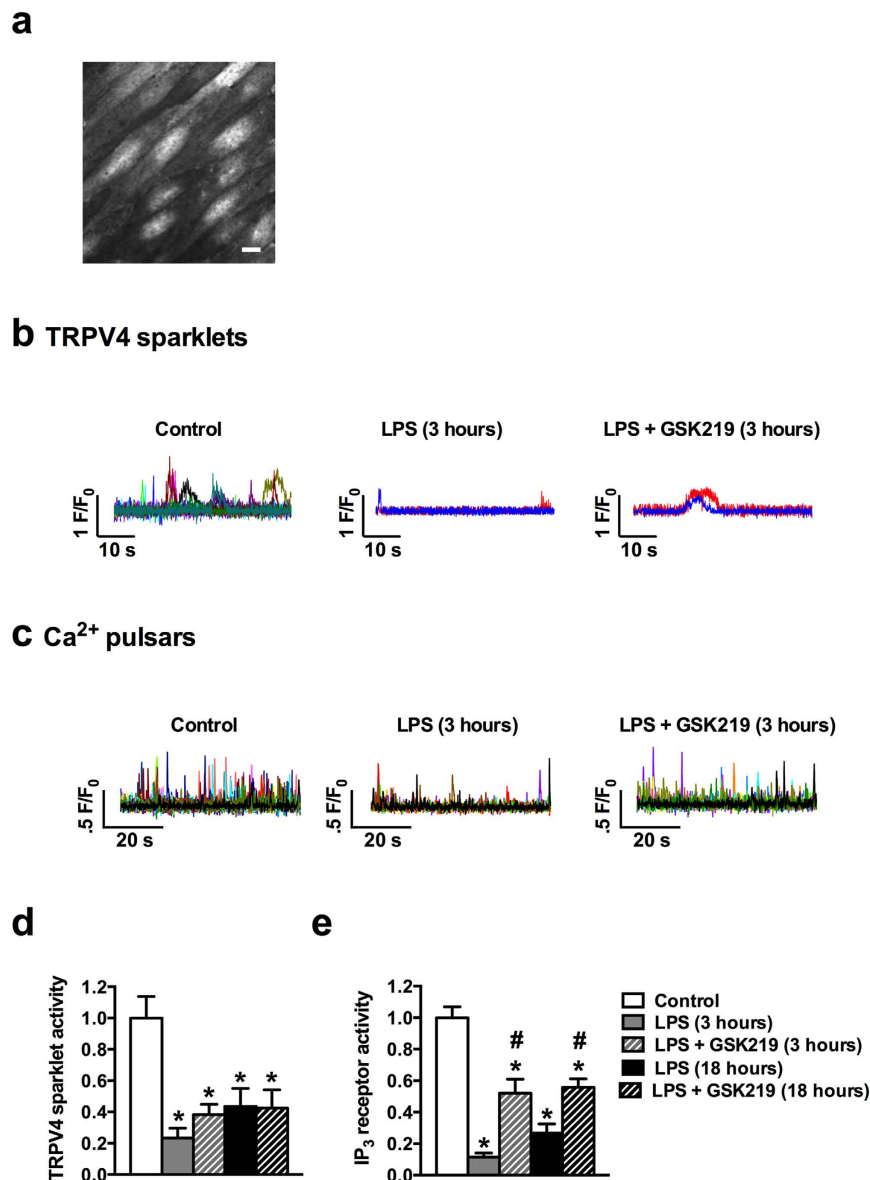 a
b TRPV4 sparklets
Control
LPS (3 hours)
LPS + GSK219 (3 hours)
1 F/F0
10 s
1 F/F0
10 s
1 F/F0
10 s
c Ca2+ pulsars
Control
LPS (3 hours)
LPS + GSK219 (3 hours)
.5 F/F0
20 s
.5 F/F0
20 s
.5 F/F0
20 s
d
TRPV4 sparklet activity
1.2
1.0
0.8
0.6
0.4
0.2
0.0
* * * *
e
IP3 receptor activity
1.2
1.0
0.8
0.6
0.4
0.2
0.0
# #
* * * *
Control
LPS (3 hours)
LPS + GSK219 (3 hours)
LPS (18 hours)
LPS + GSK219 (18 hours)